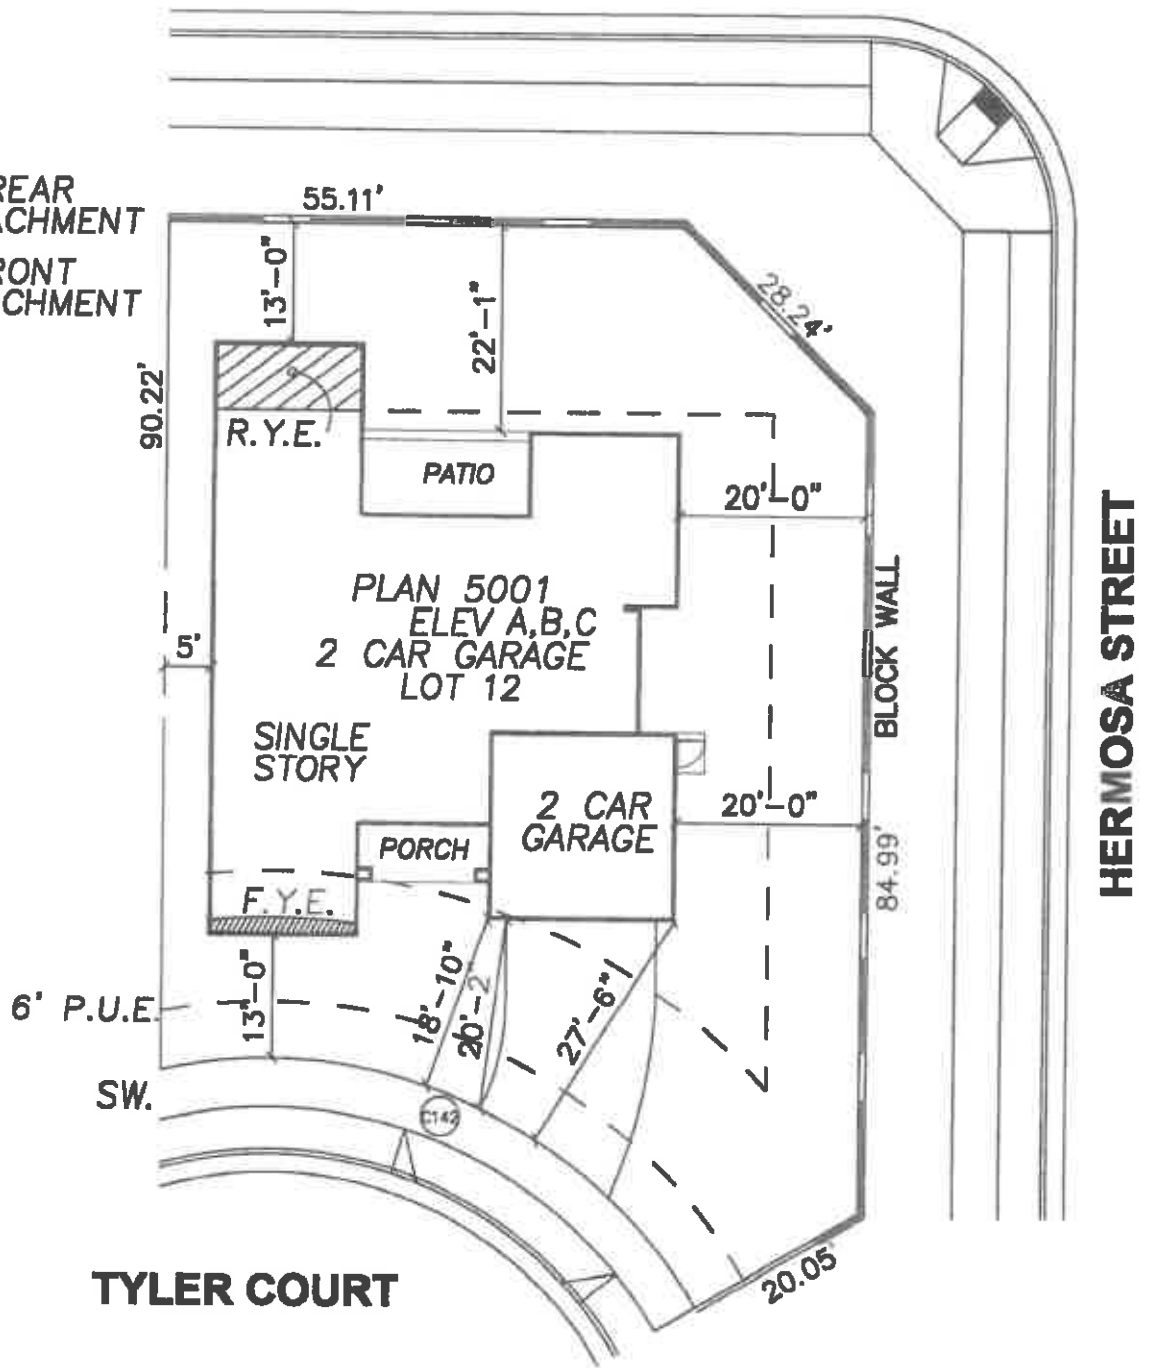 REAR
ACHMENT
RONT
CHMENT
55.11'
13'-0"
22'-1"
28.24'
90.22'
R.Y.E.
PATIO
20'-0"
PLAN 5001
ELEV A,B,C
2 CAR GARAGE
LOT 12
5'
BLOCK WALL
HERMOSA STREET
SINGLE
STORY
2 CAR
GARAGE
20'-0"
PORCH
84.99'
F.Y.E.
13'-0"
18'-10"
20'-2"
27'-6"
6' P.U.E.
SW.
C142
TYLER COURT
20.05'